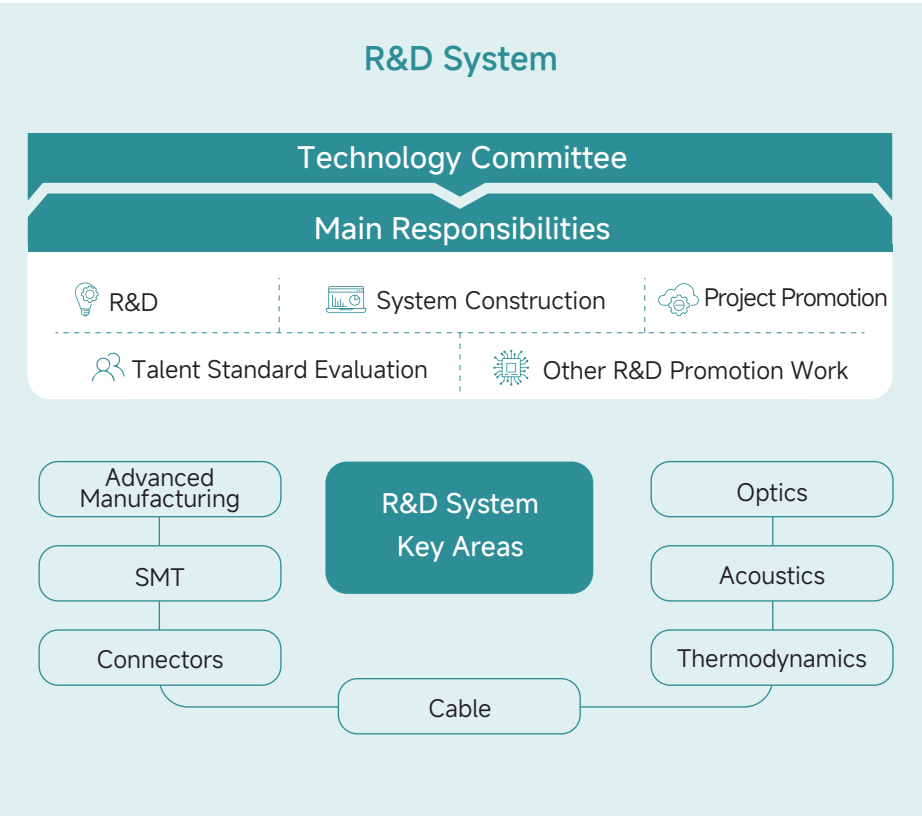 R&D System
Technology Committee
Main Responsibilities
R&D
System Construction
Project Promotion
Talent Standard Evaluation
Other R&D Promotion Work
Advanced
Manufacturing
SMT
Connectors
R&D System
Key Areas
Cable
Optics
Acoustics
Thermodynamics